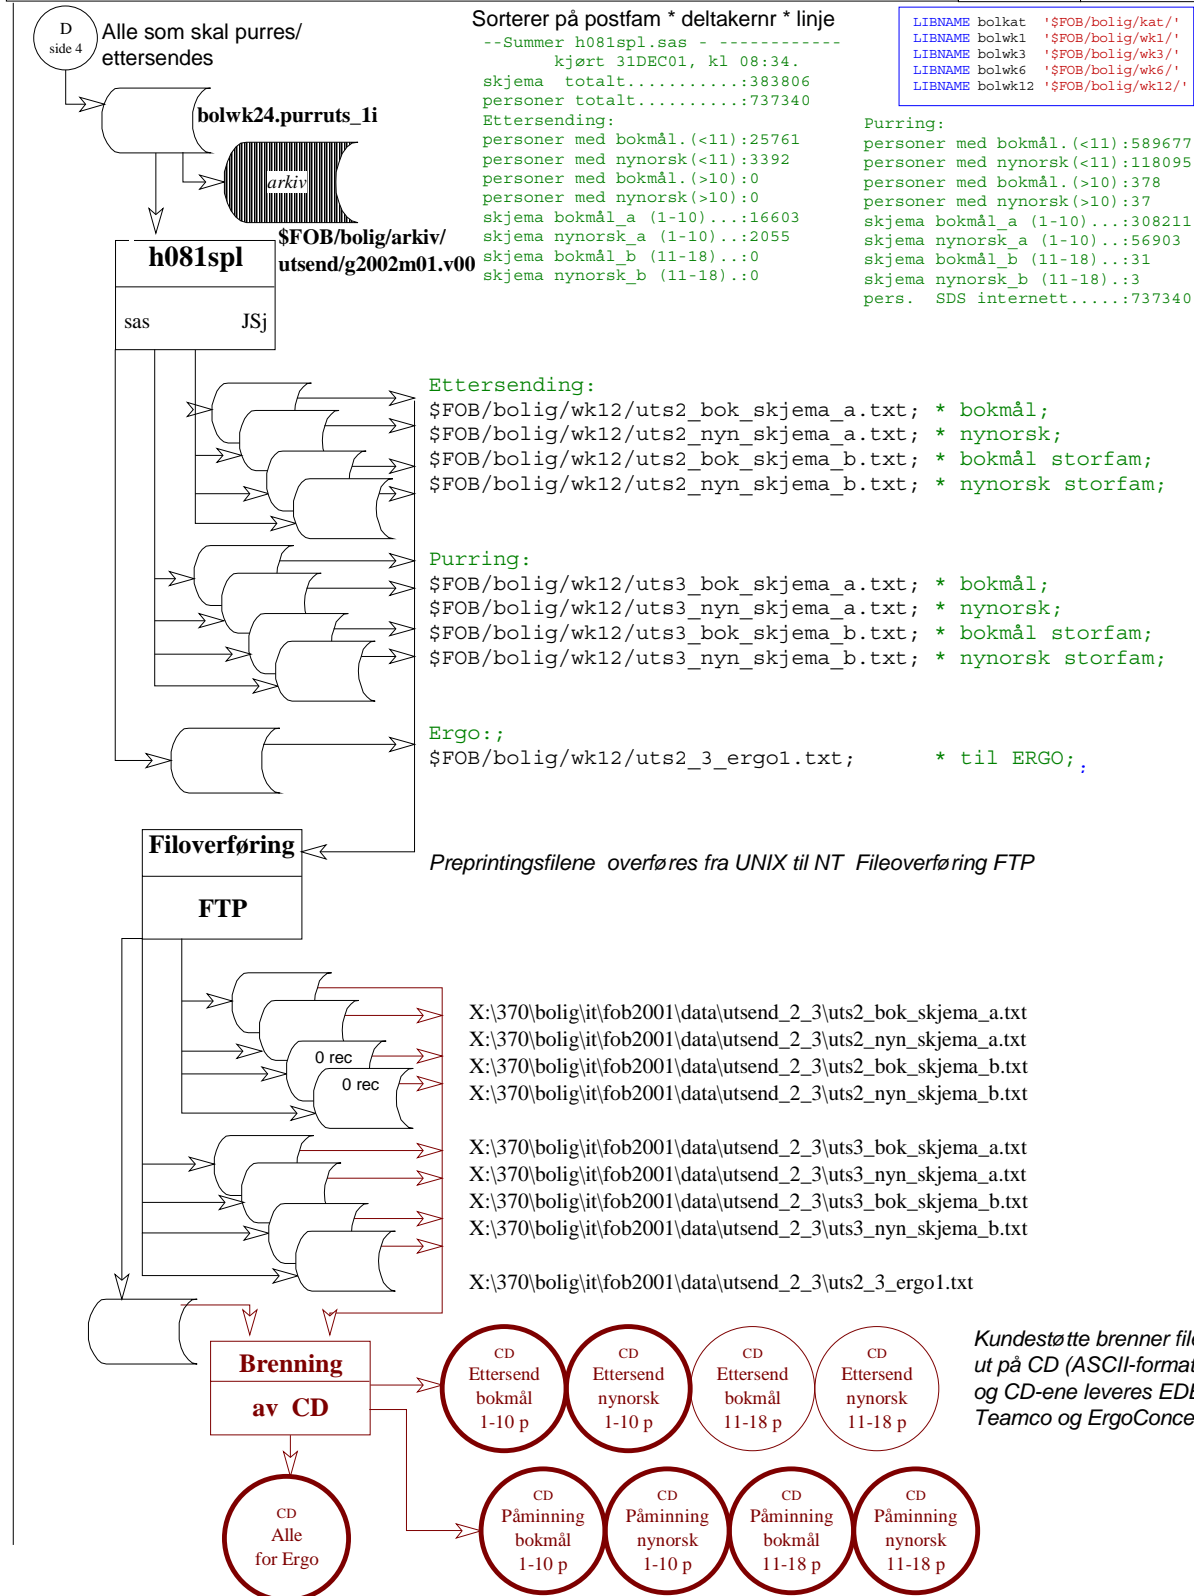 D
side 4
Alle som skal purres/
ettersendes
Sorterer på postfam * deltakernr * linje
--Summer h081spl.sas - ------------
kjørt 31DEC01, kl 08:34.
skjema  totalt...........:383806
personer totalt..........:737340
Ettersending:
personer med bokmål.(<11):25761
personer med nynorsk(<11):3392
personer med bokmål.(>10):0
personer med nynorsk(>10):0
skjema bokmål_a (1-10)...:16603
skjema nynorsk_a (1-10)..:2055
skjema bokmål_b (11-18)..:0
skjema nynorsk_b (11-18).:0
LIBNAME bolkat  '$FOB/bolig/kat/'
LIBNAME bolwk1  '$FOB/bolig/wk1/'
LIBNAME bolwk3  '$FOB/bolig/wk3/'
LIBNAME bolwk6  '$FOB/bolig/wk6/'
LIBNAME bolwk12 '$FOB/bolig/wk12/'
Purring:
personer med bokmål.(<11):589677
personer med nynorsk(<11):118095
personer med bokmål.(>10):378
personer med nynorsk(>10):37
skjema bokmål_a (1-10)...:308211
skjema nynorsk_a (1-10)..:56903
skjema bokmål_b (11-18)..:31
skjema nynorsk_b (11-18).:3
pers.  SDS internett.....:737340
bolwk24.purruts_1i
arkiv
$FOB/bolig/arkiv/
utsend/g2002m01.v00
h081spl
sas JSj
Ettersending:
$FOB/bolig/wk12/uts2_bok_skjema_a.txt; * bokmål;
$FOB/bolig/wk12/uts2_nyn_skjema_a.txt; * nynorsk;
$FOB/bolig/wk12/uts2_bok_skjema_b.txt; * bokmål storfam;
$FOB/bolig/wk12/uts2_nyn_skjema_b.txt; * nynorsk storfam;
Purring:
$FOB/bolig/wk12/uts3_bok_skjema_a.txt; * bokmål;
$FOB/bolig/wk12/uts3_nyn_skjema_a.txt; * nynorsk;
$FOB/bolig/wk12/uts3_bok_skjema_b.txt; * bokmål storfam;
$FOB/bolig/wk12/uts3_nyn_skjema_b.txt; * nynorsk storfam;
Ergo:;
$FOB/bolig/wk12/uts2_3_ergo1.txt; * til ERGO;:
Filoverføring
FTP
Preprintingsfilene  overføres fra UNIX til NT  Fileoverføring FTP
0 rec
0 rec
X:\370\bolig\it\fob2001\data\utsend_2_3\uts2_bok_skjema_a.txt
X:\370\bolig\it\fob2001\data\utsend_2_3\uts2_nyn_skjema_a.txt
X:\370\bolig\it\fob2001\data\utsend_2_3\uts2_bok_skjema_b.txt
X:\370\bolig\it\fob2001\data\utsend_2_3\uts2_nyn_skjema_b.txt
X:\370\bolig\it\fob2001\data\utsend_2_3\uts3_bok_skjema_a.txt
X:\370\bolig\it\fob2001\data\utsend_2_3\uts3_nyn_skjema_a.txt
X:\370\bolig\it\fob2001\data\utsend_2_3\uts3_bok_skjema_b.txt
X:\370\bolig\it\fob2001\data\utsend_2_3\uts3_nyn_skjema_b.txt
X:\370\bolig\it\fob2001\data\utsend_2_3\uts2_3_ergo1.txt
Brenning
av  CD
CD
Ettersend
bokmål
1-10 p
CD
Ettersend
nynorsk
1-10 p
CD
Ettersend
bokmål
11-18 p
CD
Ettersend
nynorsk
11-18 p
Kundestøtte brenner file
ut på CD (ASCII-format
og CD-ene leveres EDB
Teamco og ErgoConce
CD
Alle
for Ergo
CD
Påminning
bokmål
1-10 p
CD
Påminning
nynorsk
1-10 p
CD
Påminning
bokmål
11-18 p
CD
Påminning
nynorsk
11-18 p